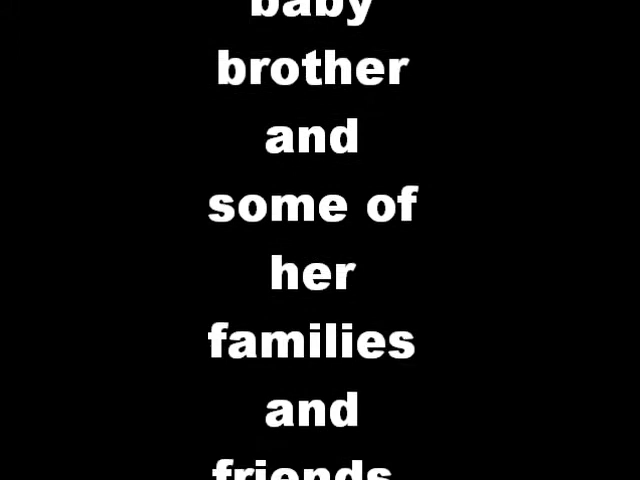 baby
brother
and
some of
her
families
and
friends